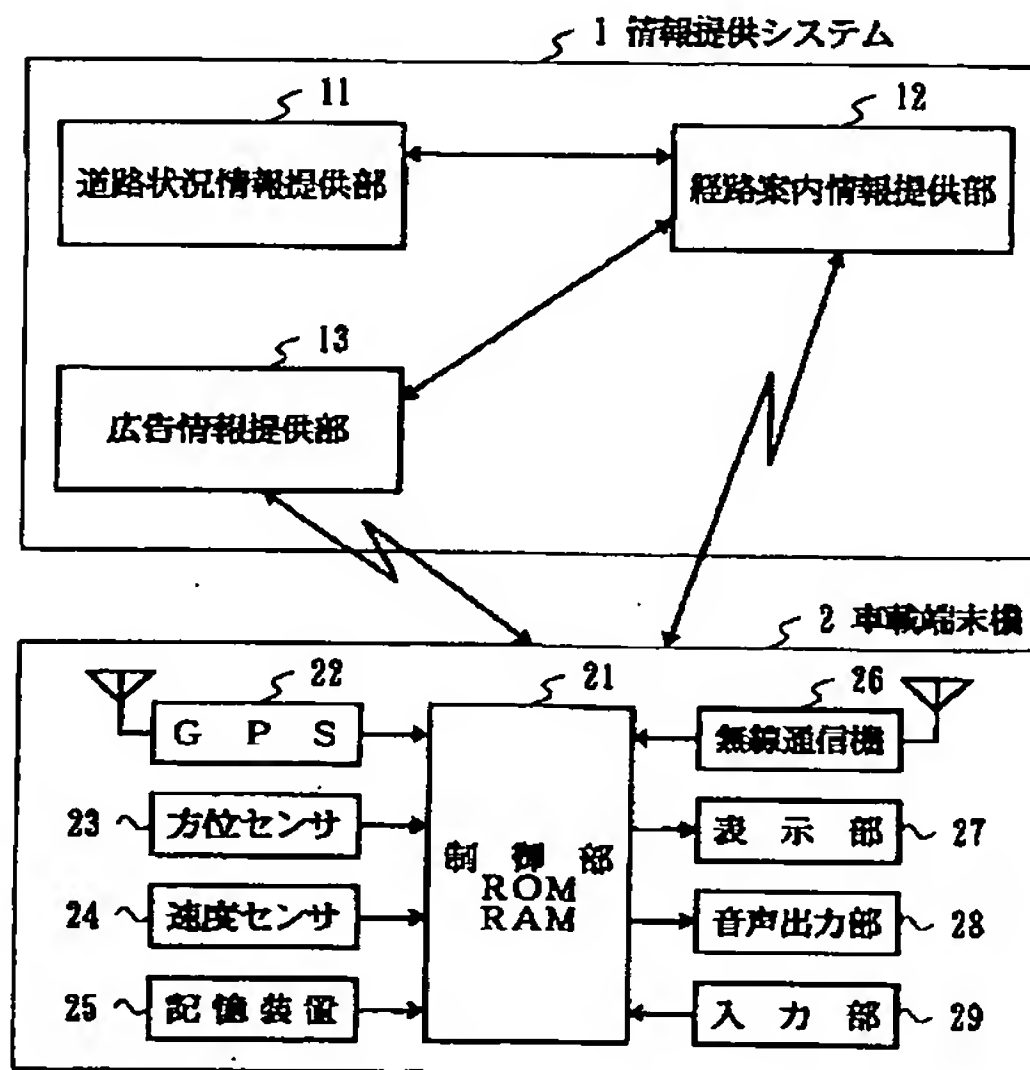 1 情報提供システム
11
12
道路状況情報提供部
経路案内情報提供部
13
広告情報提供部
2 車載端末機
22
21
26
G P S
無線通信機
23
方位センサ
表示部
27
制御部
ROM
RAM
24
速度センサ
音声出力部
28
25
記憶装置
入力部
29